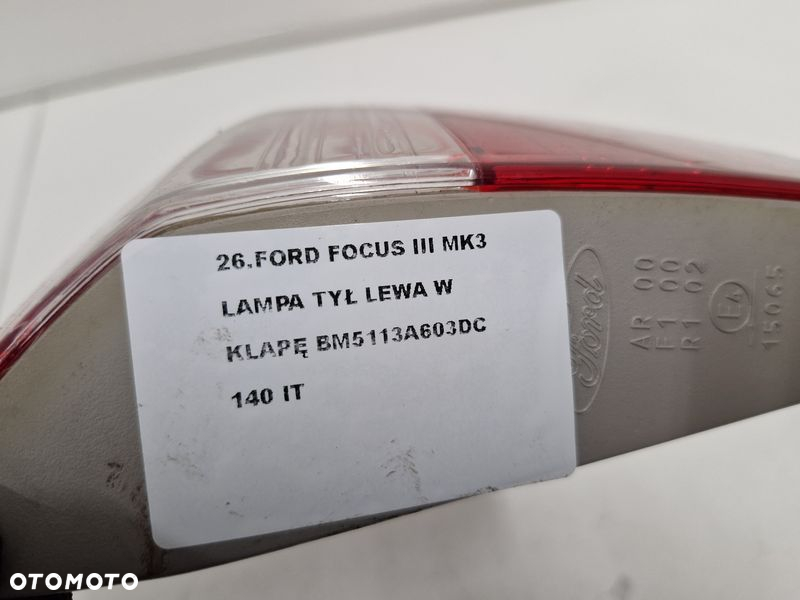 26.FORD FOCUS III MK3
LAMPA TYŁ LEWA W
KLAPĘ BM5113A603DC
140 IT
Ford
AR 00
F1 00
R1 02
15065
OTOMOTO